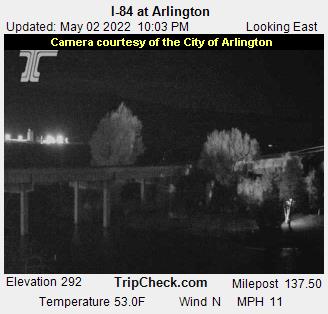 I-84 at Arlington
Updated: May 02 2022 10:03 PM Looking East
Camera courtesy of the City of Arlington
Elevation 292 TripCheck.com Milepost 137.50
Temperature 53.0F Wind N MPH 11